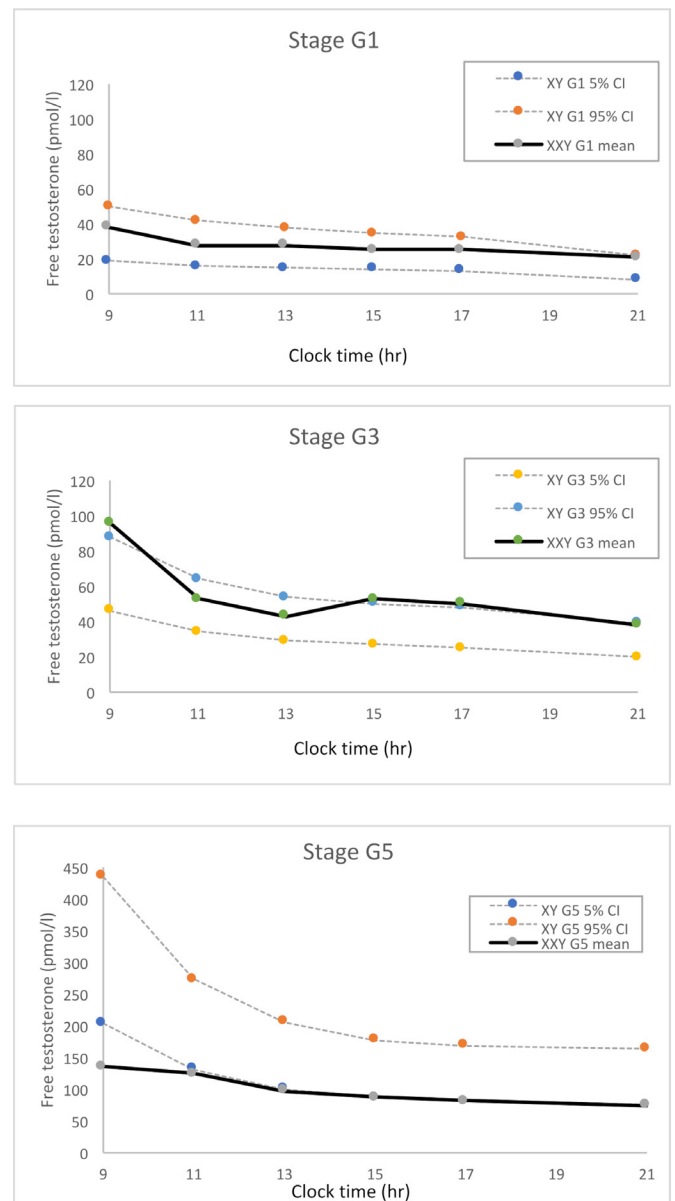 Stage G1
120
100
80
60
40
20
0
Free testosterone (pmol/l)
XY G1 5% CI
XY G1 95% CI
XXY G1 mean
9 11 13 15 17 19 21
Clock time (hr)
Stage G3
120
100
80
60
40
20
0
Free testosterone (pmol/l)
XY G3 5% CI
XY G3 95% CI
XXY G3 mean
9 11 13 15 17 19 21
Clock time (hr)
Stage G5
450
400
350
300
250
200
150
100
50
0
Free testosterone (pmol/l)
XY G5 5% CI
XY G5 95% CI
XXY G5 mean
9 11 13 15 17 19 21
Clock time (hr)